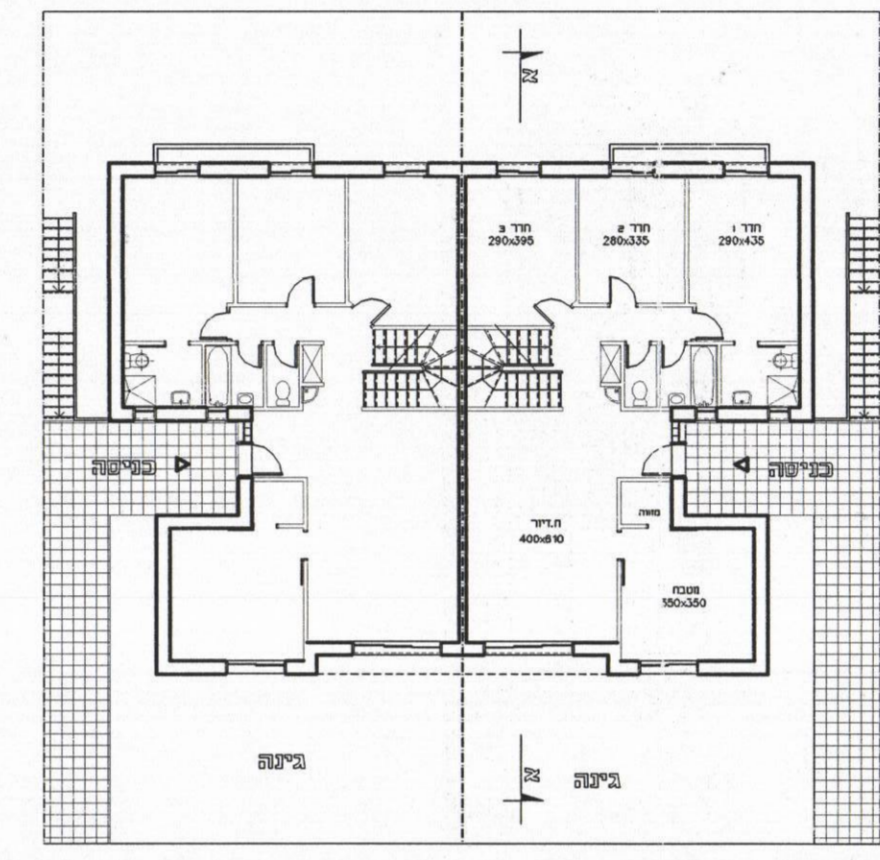 א
חדר 1
290x435
חדר 2
280x335
חדר 3
290x395
כניסה
כניסה
מזווה
ח.דיור
400x610
מטבח
350x350
גינה
גינה
א